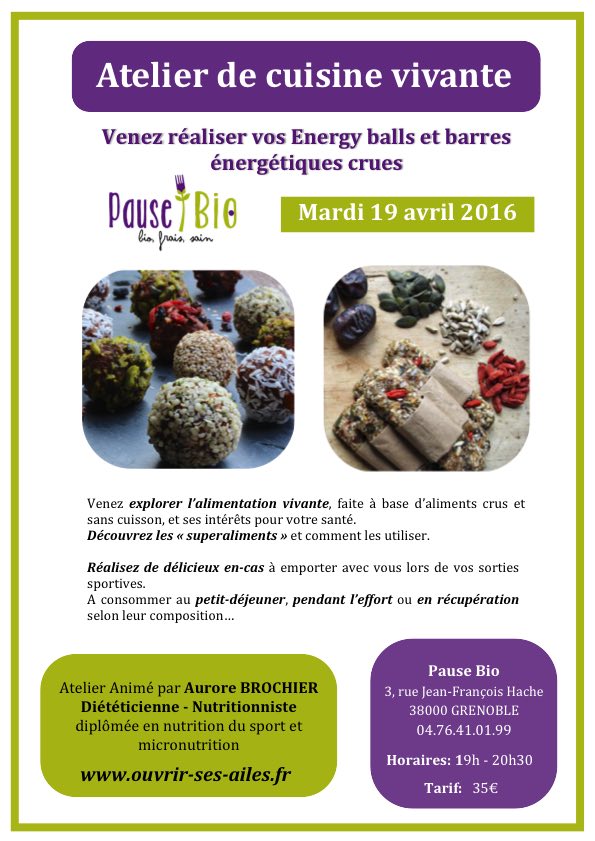 Atelier de cuisine vivante
Venez réaliser vos Energy balls et barres
énergétiques crues
Pause Bio
bio, frais, sain
Mardi 19 avril 2016
Venez explorer l'alimentation vivante, faite à base d'aliments crus et
sans cuisson, et ses intérêts pour votre santé.
Découvrez les « superaliments » et comment les utiliser.
Réalisez de délicieux en-cas à emporter avec vous lors de vos sorties
sportives.
A consommer au petit-déjeuner, pendant l'effort ou en récupération
selon leur composition…
Atelier Animé par Aurore BROCHIER
Diététicienne - Nutritionniste
diplômée en nutrition du sport et
micronutrition
www.ouvrir-ses-ailes.fr
Pause Bio
3, rue Jean-François Hache
38000 GRENOBLE
04.76.41.01.99
Horaires: 19h - 20h30
Tarif: 35€